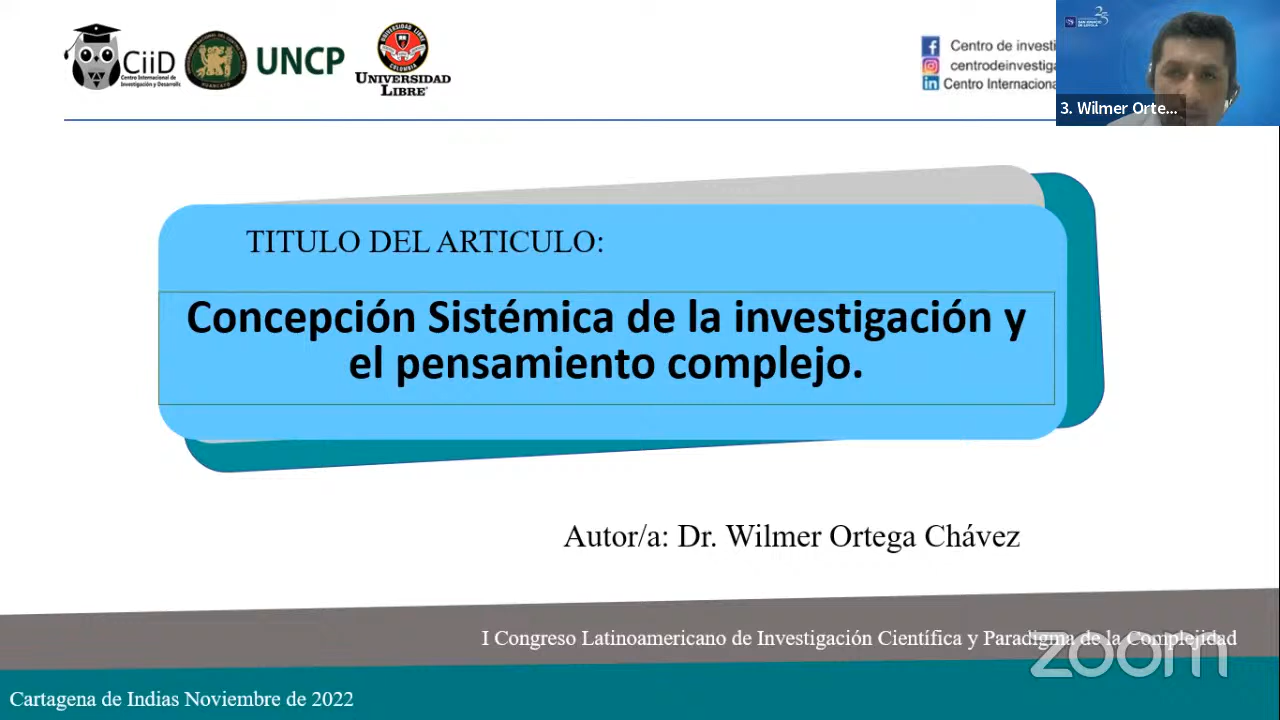 CiiD
Centro Internacional de
Investigación y Desarrollo
UNCP
UNIVERSIDAD
LIBRE
Centro de investi
centrodeinvestiga
Centro Internaciona
3. Wilmer Orte...
TITULO DEL ARTICULO:
Concepción Sistémica de la investigación y
el pensamiento complejo.
Autor/a: Dr. Wilmer Ortega Chávez
I Congreso Latinoamericano de Investigación Científica y Paradigma de la Complejidad
zoom
Cartagena de Indias Noviembre de 2022